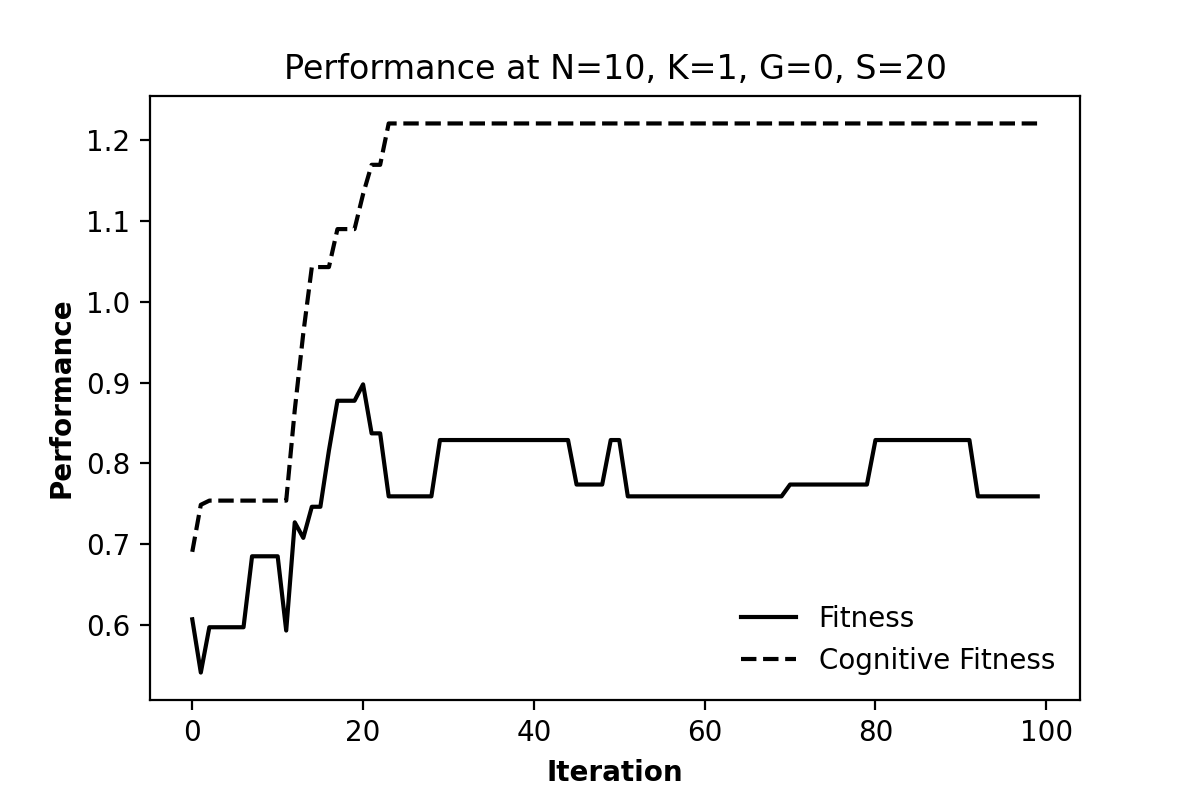 Performance at N=10, K=1, G=0, S=20
Performance
1.2
1.1
1.0
0.9
0.8
0.7
0.6
Fitness
Cognitive Fitness
0 20 40 60 80 100
Iteration